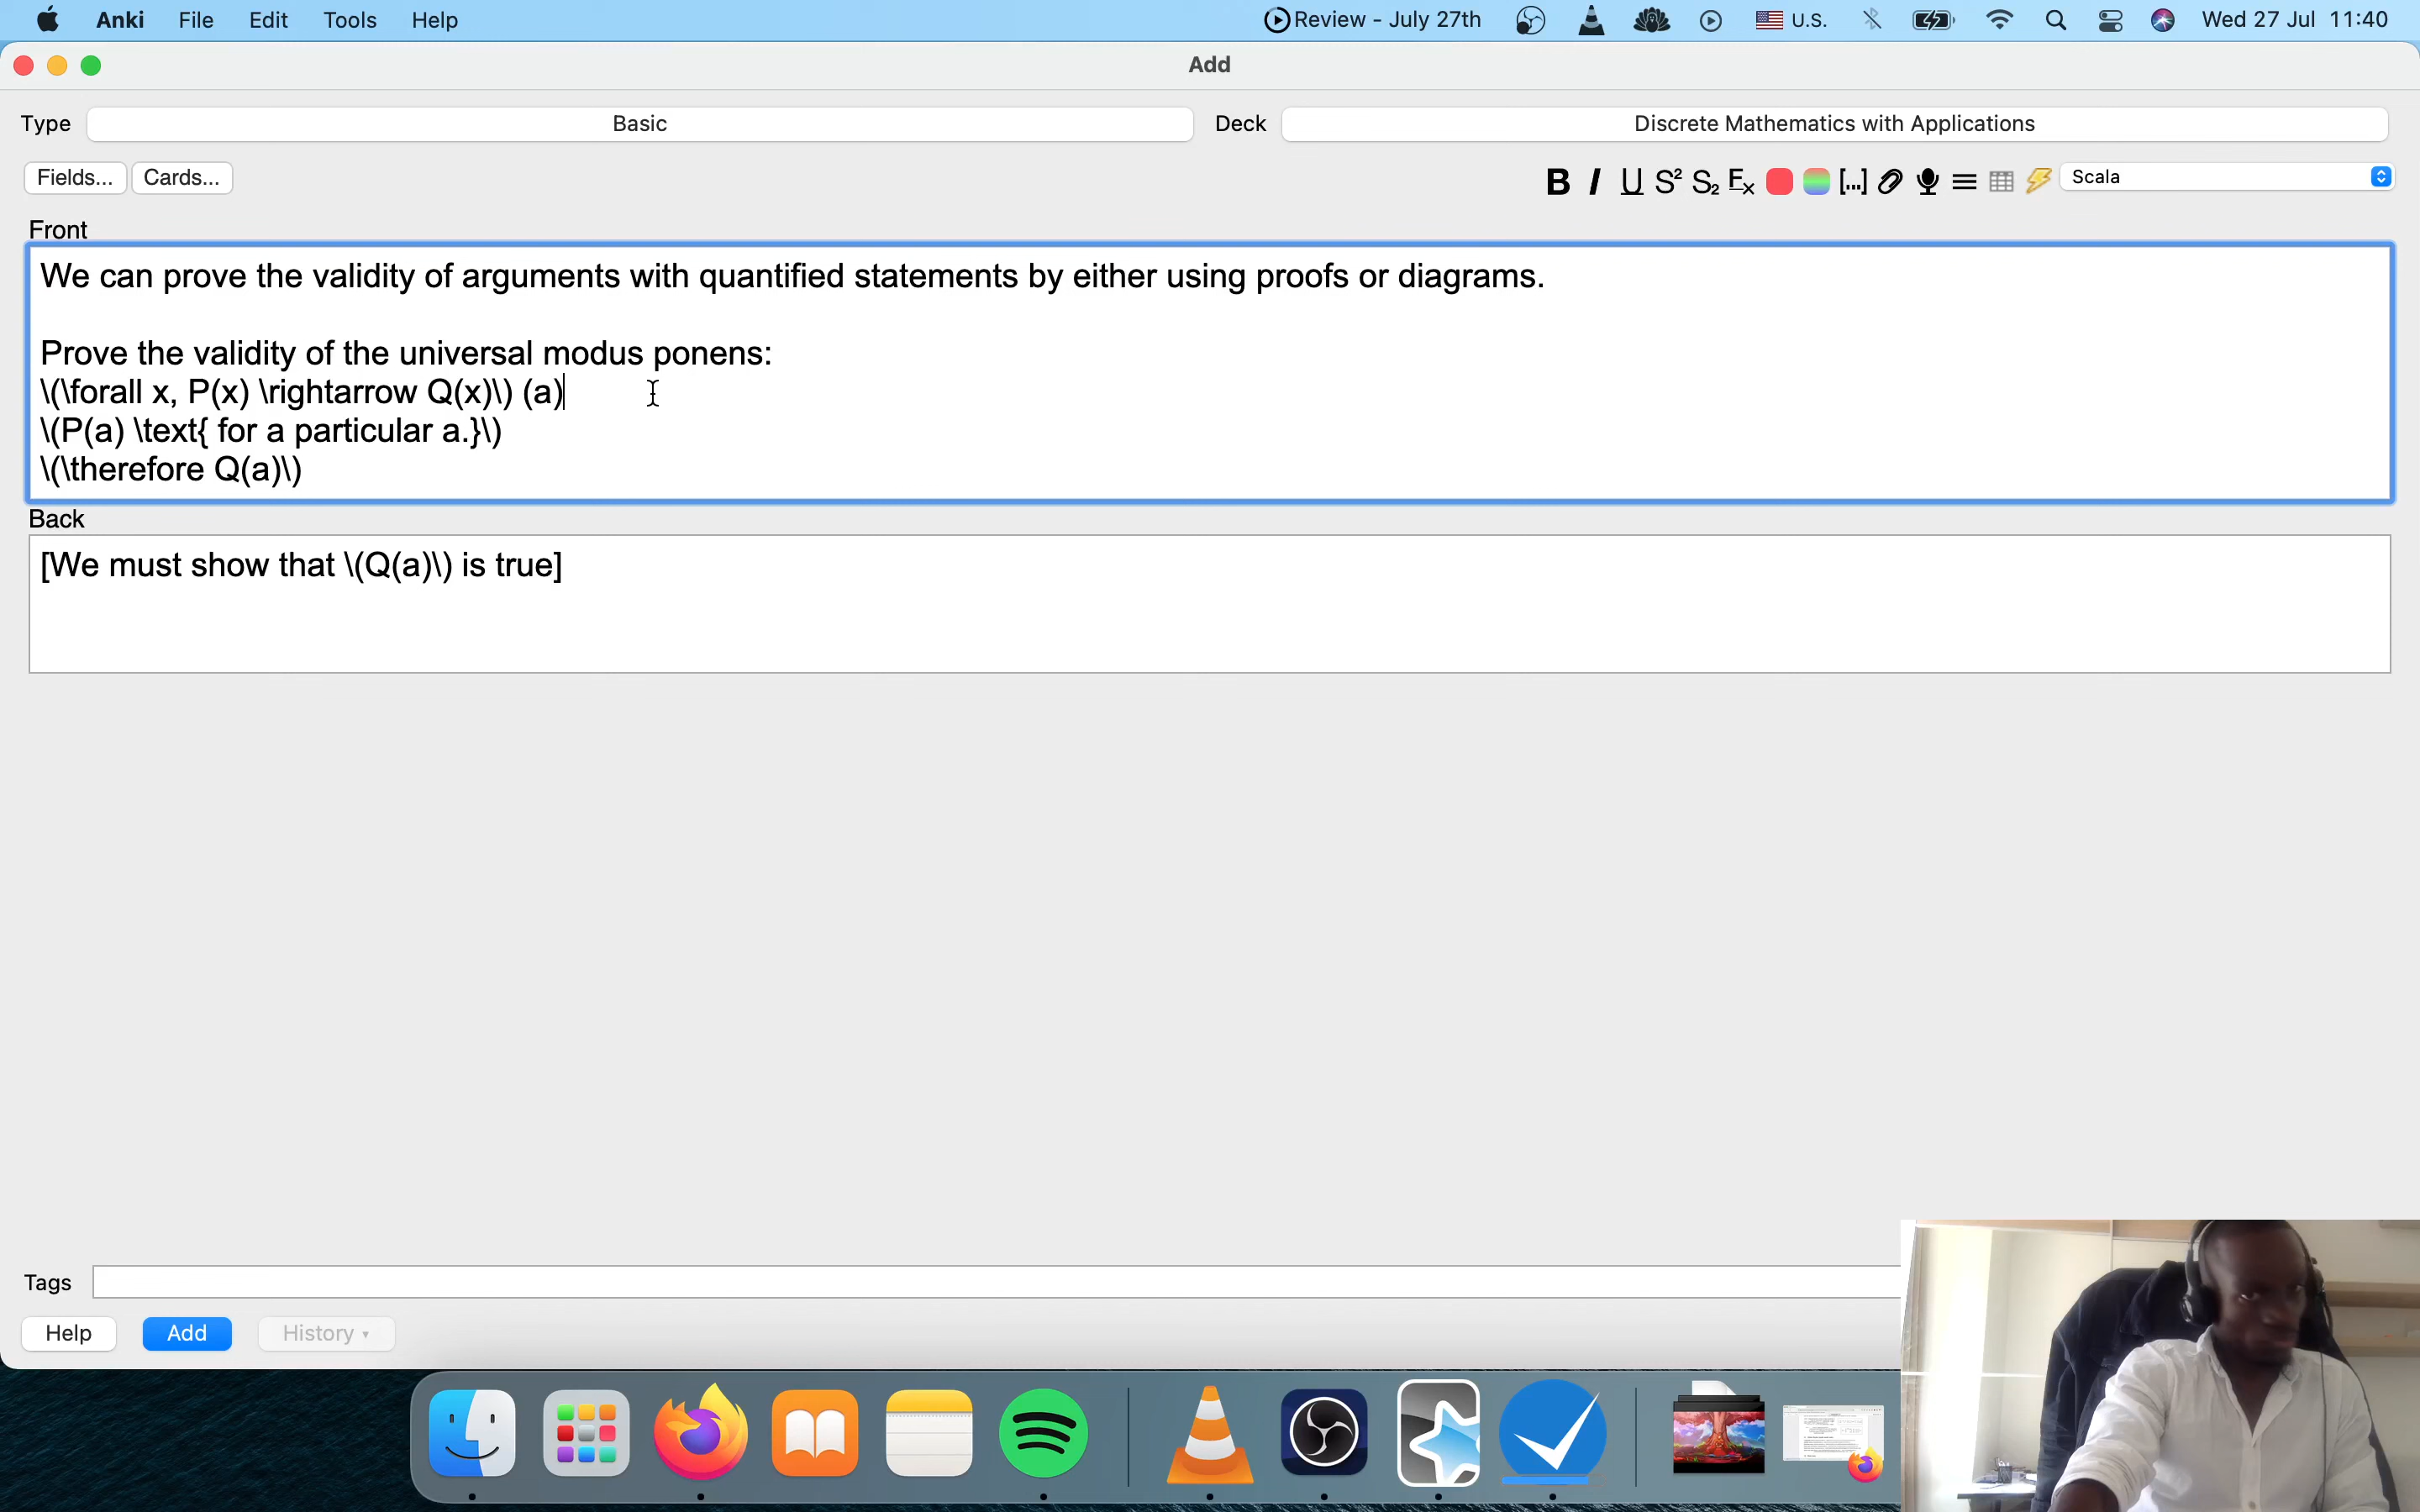 Anki File Edit Tools Help Review - July 27th U.S. Wed 27 Jul 11:40
Add
Type Basic Deck Discrete Mathematics with Applications
Fields... Cards... B I U S² S₂ Fx [...] Scala
Front
We can prove the validity of arguments with quantified statements by either using proofs or diagrams.
Prove the validity of the universal modus ponens:
\(\forall x, P(x) \rightarrow Q(x)\) (a)
\(P(a) \text{ for a particular a.}\)
\(\therefore Q(a)\)
Back
[We must show that \(Q(a)\) is true]
Tags
Help Add History